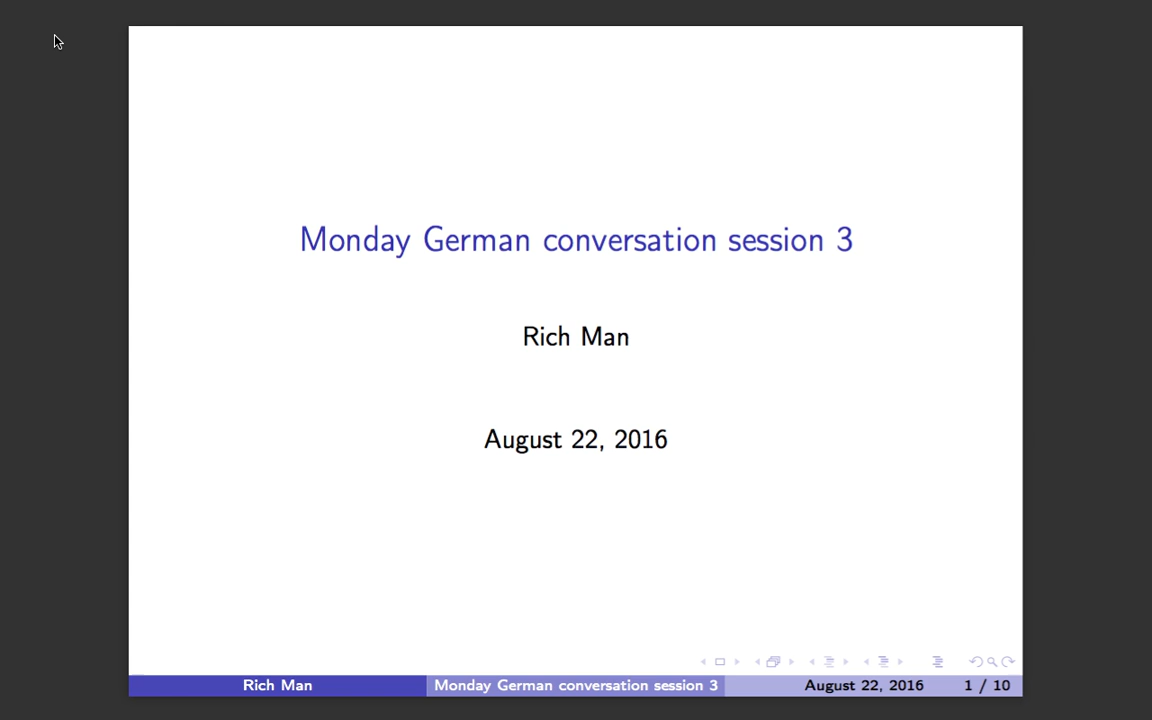 Monday German conversation session 3
Rich Man
August 22, 2016
Rich Man Monday German conversation session 3 August 22, 2016 1 / 10